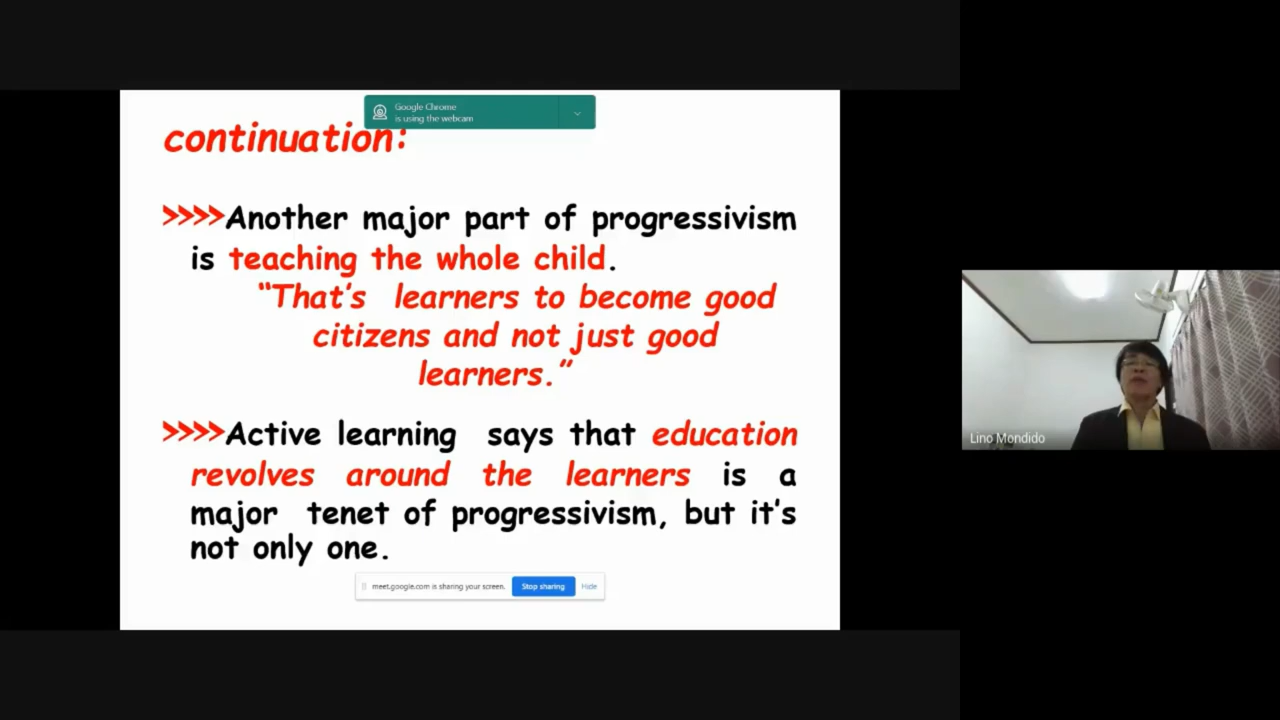 Google Chrome
is using the webcam
continuation:
>>>>Another major part of progressivism
is teaching the whole child.
“That's learners to become good
citizens and not just good
learners.”
>>>>Active learning says that education
revolves around the learners is a
major tenet of progressivism, but it's
not only one.
meet.google.com is sharing your screen. Stop sharing Hide
Lino Mondido